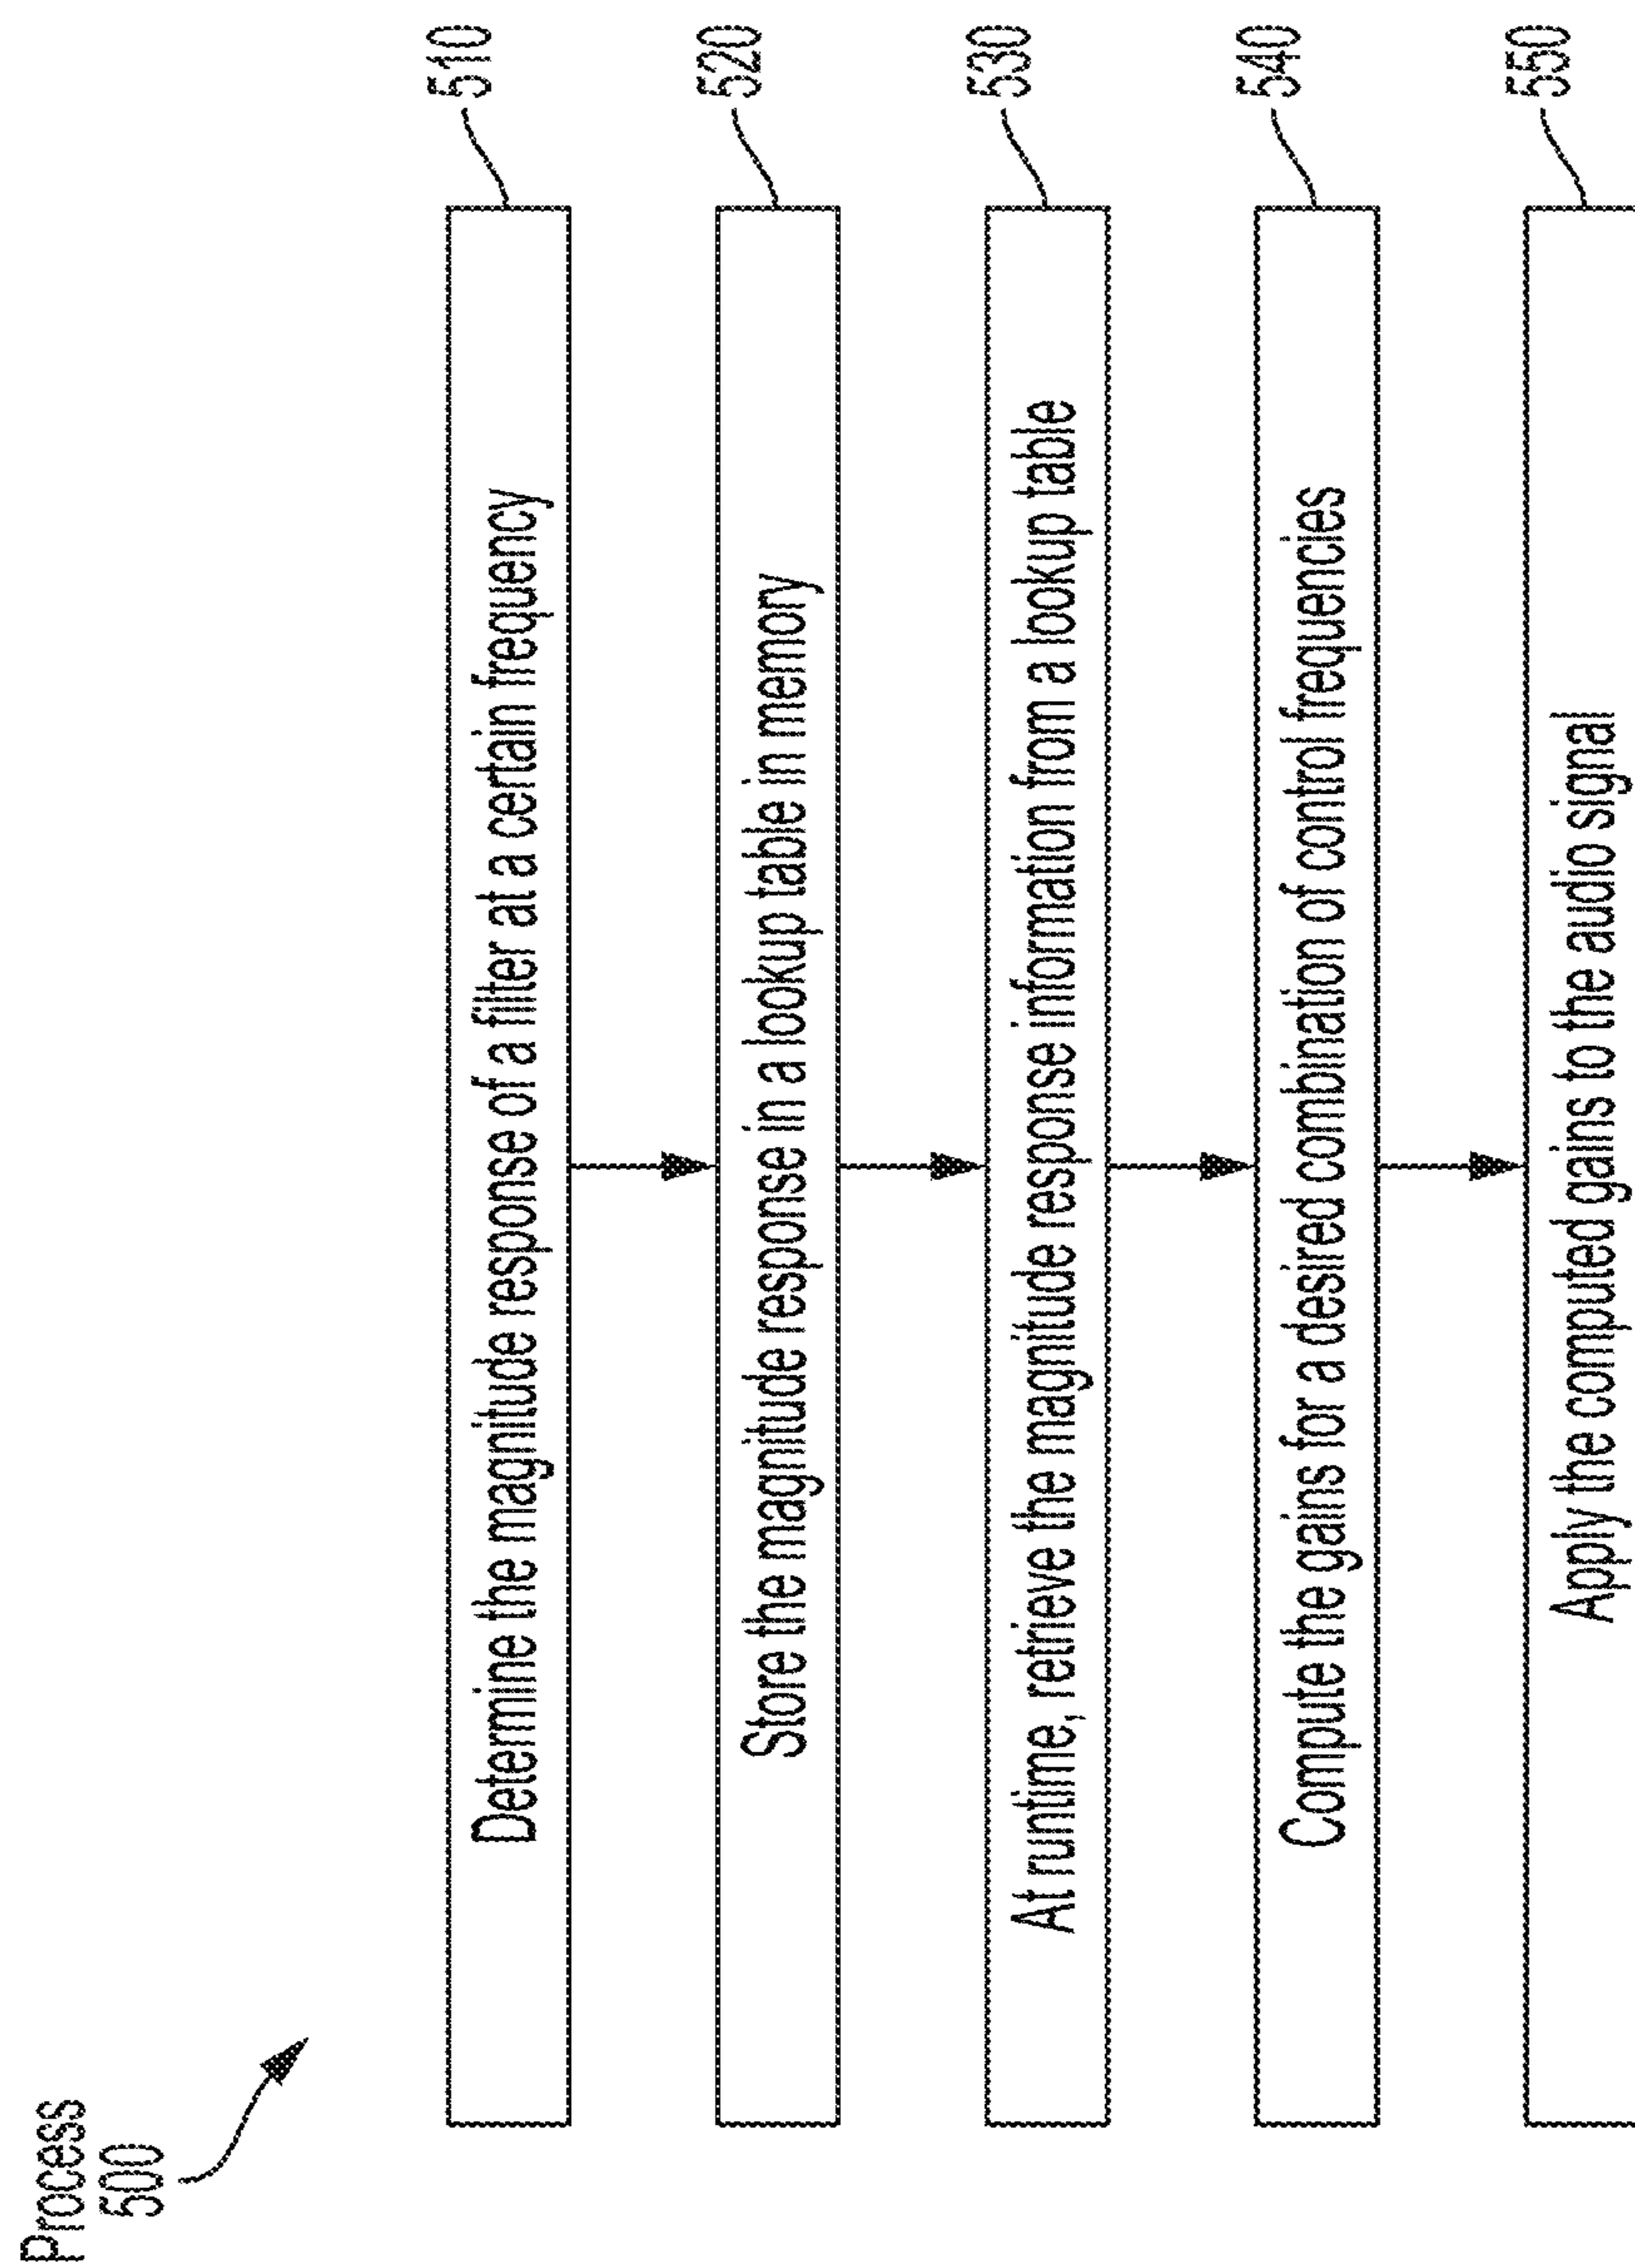 Process
500
Determine the magnitude response of a filter at a certain frequency
510
Store the magnitude response in a lookup table in memory
520
At runtime, retrieve the magnitude response information from a lookup table
530
Compute the gains for a desired combination of control frequencies
540
Apply the computed gains to the audio signal
550